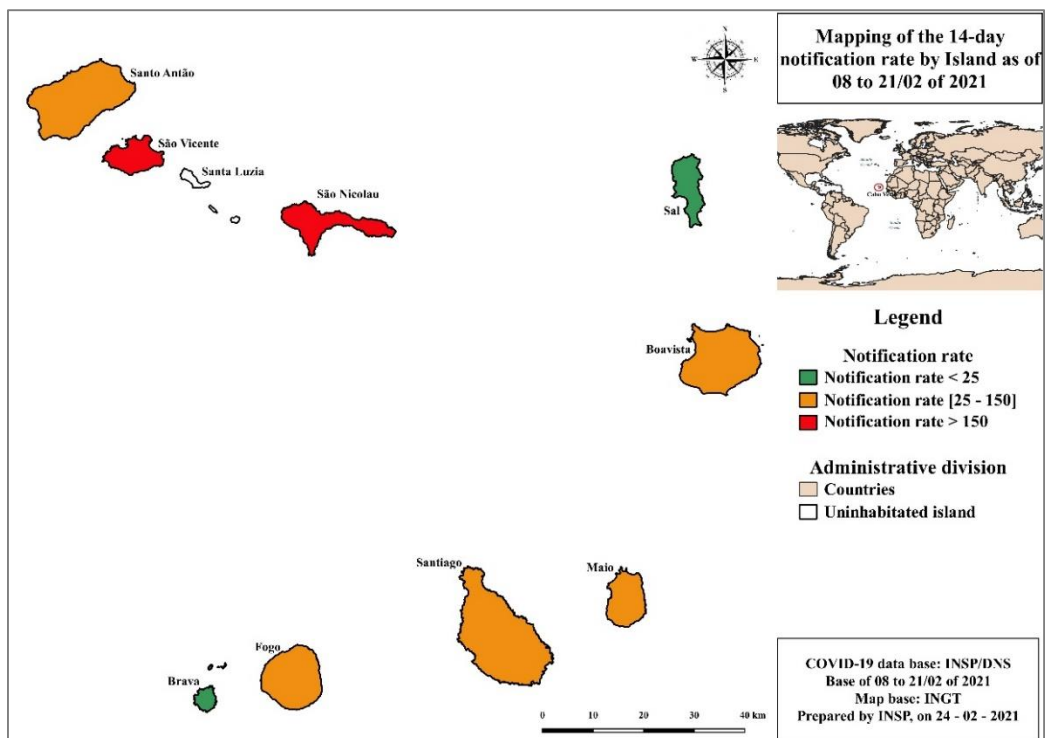 Mapping of the 14-day
notification rate by Island as of
08 to 21/02 of 2021
N
W
E
S
Santo Antão
São Vicente
Santa Luzia
São Nicolau
Sal
Boavista
Legend
Notification rate
Notification rate < 25
Notification rate [25 - 150]
Notification rate > 150
Administrative division
Countries
Uninhabitated island
Santiago
Maio
Fogo
Brava
0 10 20 30 40 km
COVID-19 data base: INSP/DNS
Base of 08 to 21/02 of 2021
Map base: INGT
Prepared by INSP, on 24 - 02 - 2021